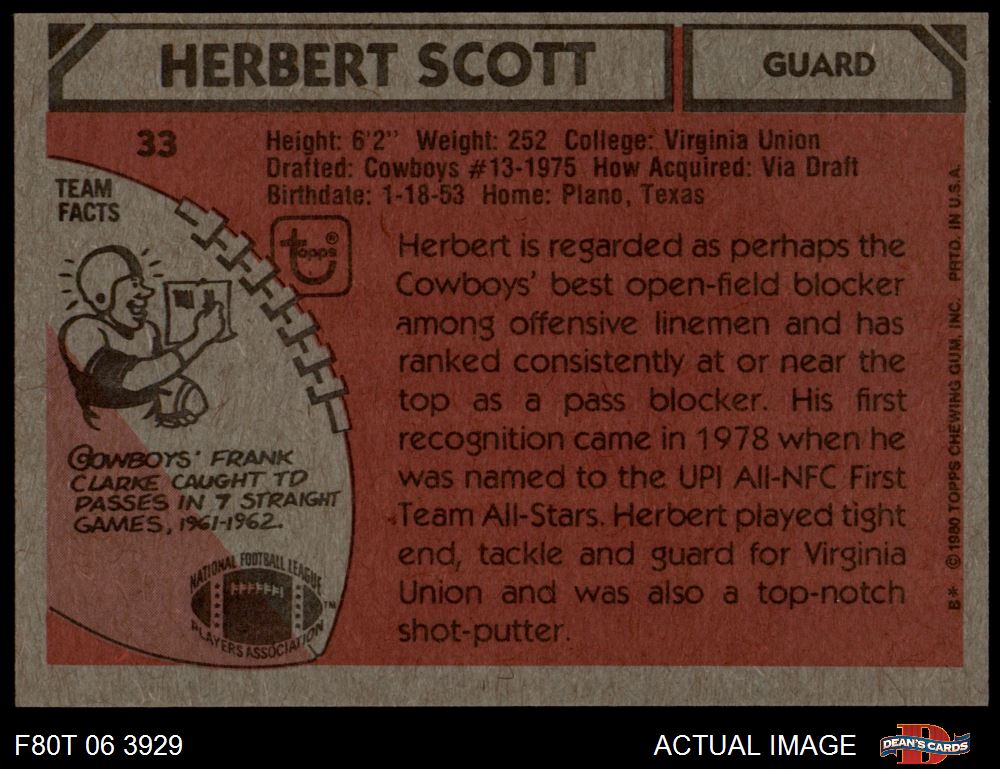 HERBERT SCOTT
GUARD
33
Height: 6'2" Weight: 252 College: Virginia Union
Drafted: Cowboys #13-1975 How Acquired: Via Draft
Birthdate: 1-18-53 Home: Plano, Texas
TEAM
FACTS
topps®
COWBOYS' FRANK
CLARKE CAUGHT TD
PASSES IN 7 STRAIGHT
GAMES, 1961-1962.
NATIONAL FOOTBALL LEAGUE
PLAYERS ASSOCIATION
TM
Herbert is regarded as perhaps the
Cowboys' best open-field blocker
among offensive linemen and has
ranked consistently at or near the
top as a pass blocker. His first
recognition came in 1978 when he
was named to the UPI All-NFC First
Team All-Stars. Herbert played tight
end, tackle and guard for Virginia
Union and was also a top-notch
shot-putter.
B* © 1980 TOPPS CHEWING GUM, INC. PRTD. IN U.S.A.
F80T 06 3929
ACTUAL IMAGE
DEAN'S CARDS